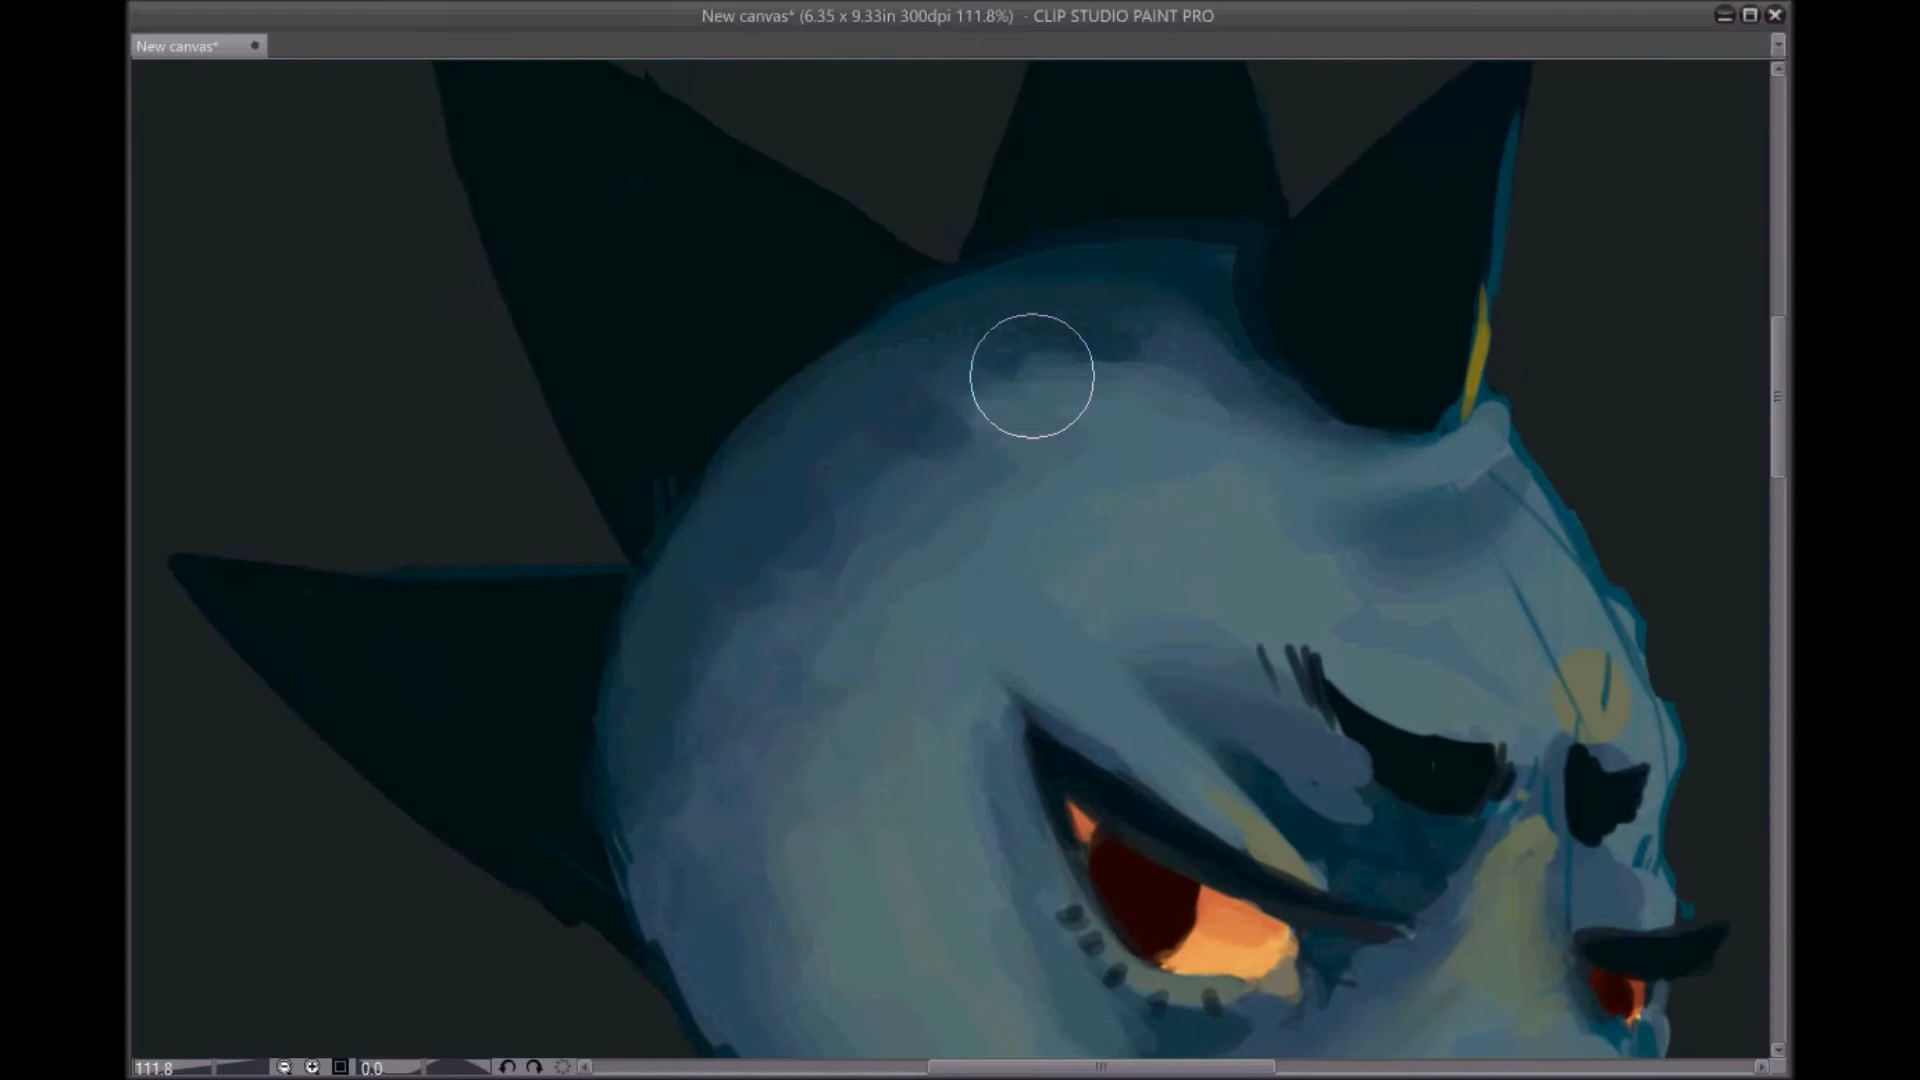 New canvas* (6.35 x 9.33in 300dpi 111.8%) - CLIP STUDIO PAINT PRO
New canvas*
111.8
0.0